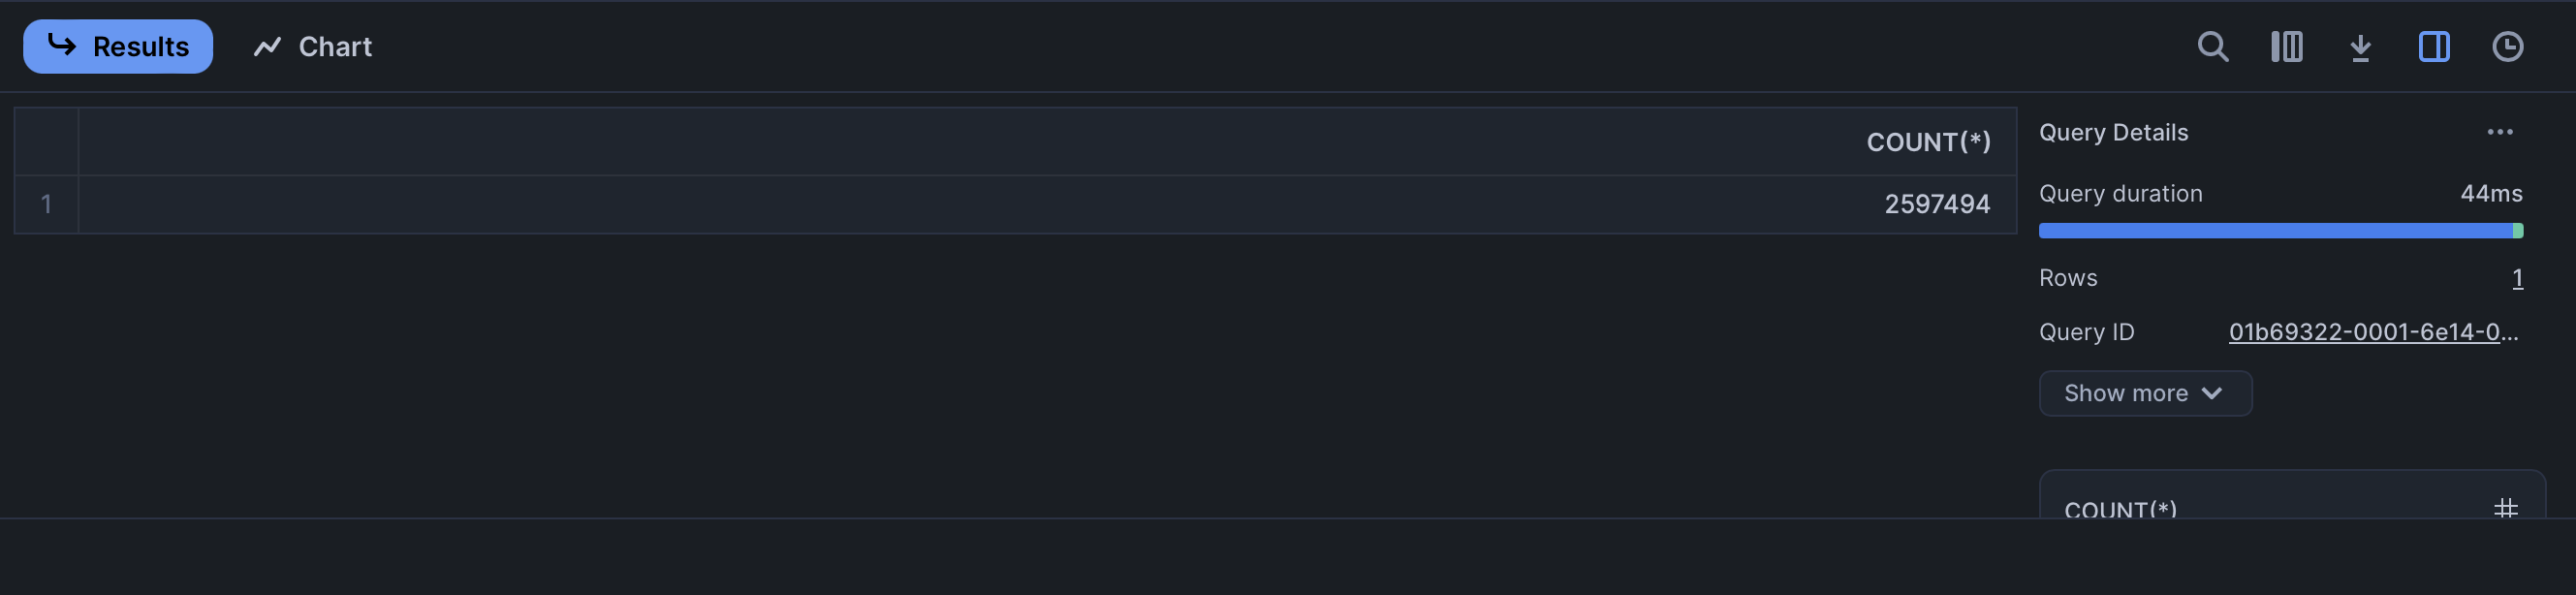 Results Chart
COUNT(*)
1 2597494
Query Details
Query duration 44ms
Rows 1
Query ID 01b69322-0001-6e14-0...
Show more
COUNT(*)